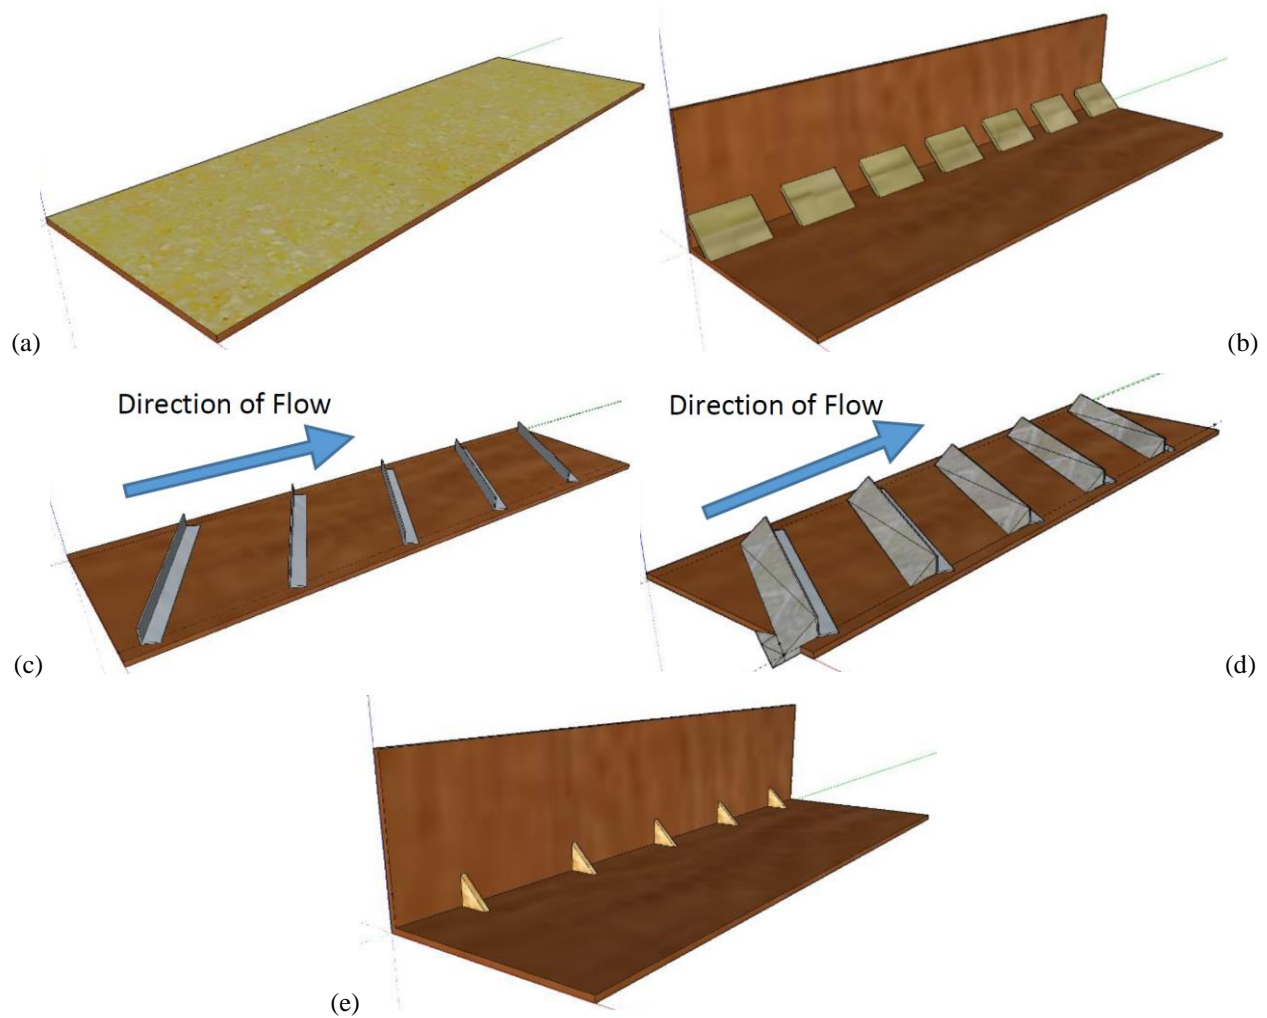 (a)
(b)
Direction of Flow
Direction of Flow
(c)
(d)
(e)